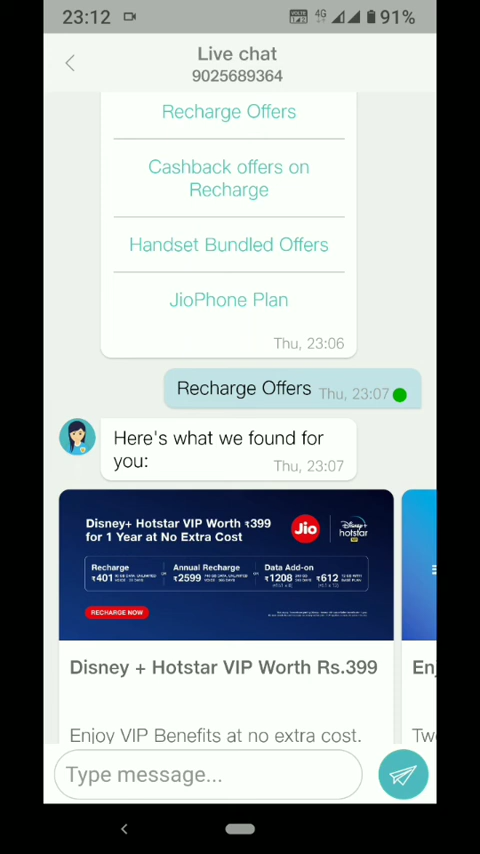 23:12
4G
91%
Live chat
9025689364
Recharge Offers
Cashback offers on
Recharge
Handset Bundled Offers
JioPhone Plan
Thu, 23:06
Recharge Offers
Thu, 23:07
Here's what we found for
you:
Thu, 23:07
Disney+ Hotstar VIP Worth ₹399
for 1 Year at No Extra Cost
Jio
Disney+
hotstar
Recharge
₹401
Annual Recharge
₹2599
Data Add-on
₹1208
₹612
RECHARGE NOW
Disney + Hotstar VIP Worth Rs.399
Enj
Enjoy VIP Benefits at no extra cost.
Two
Type message...